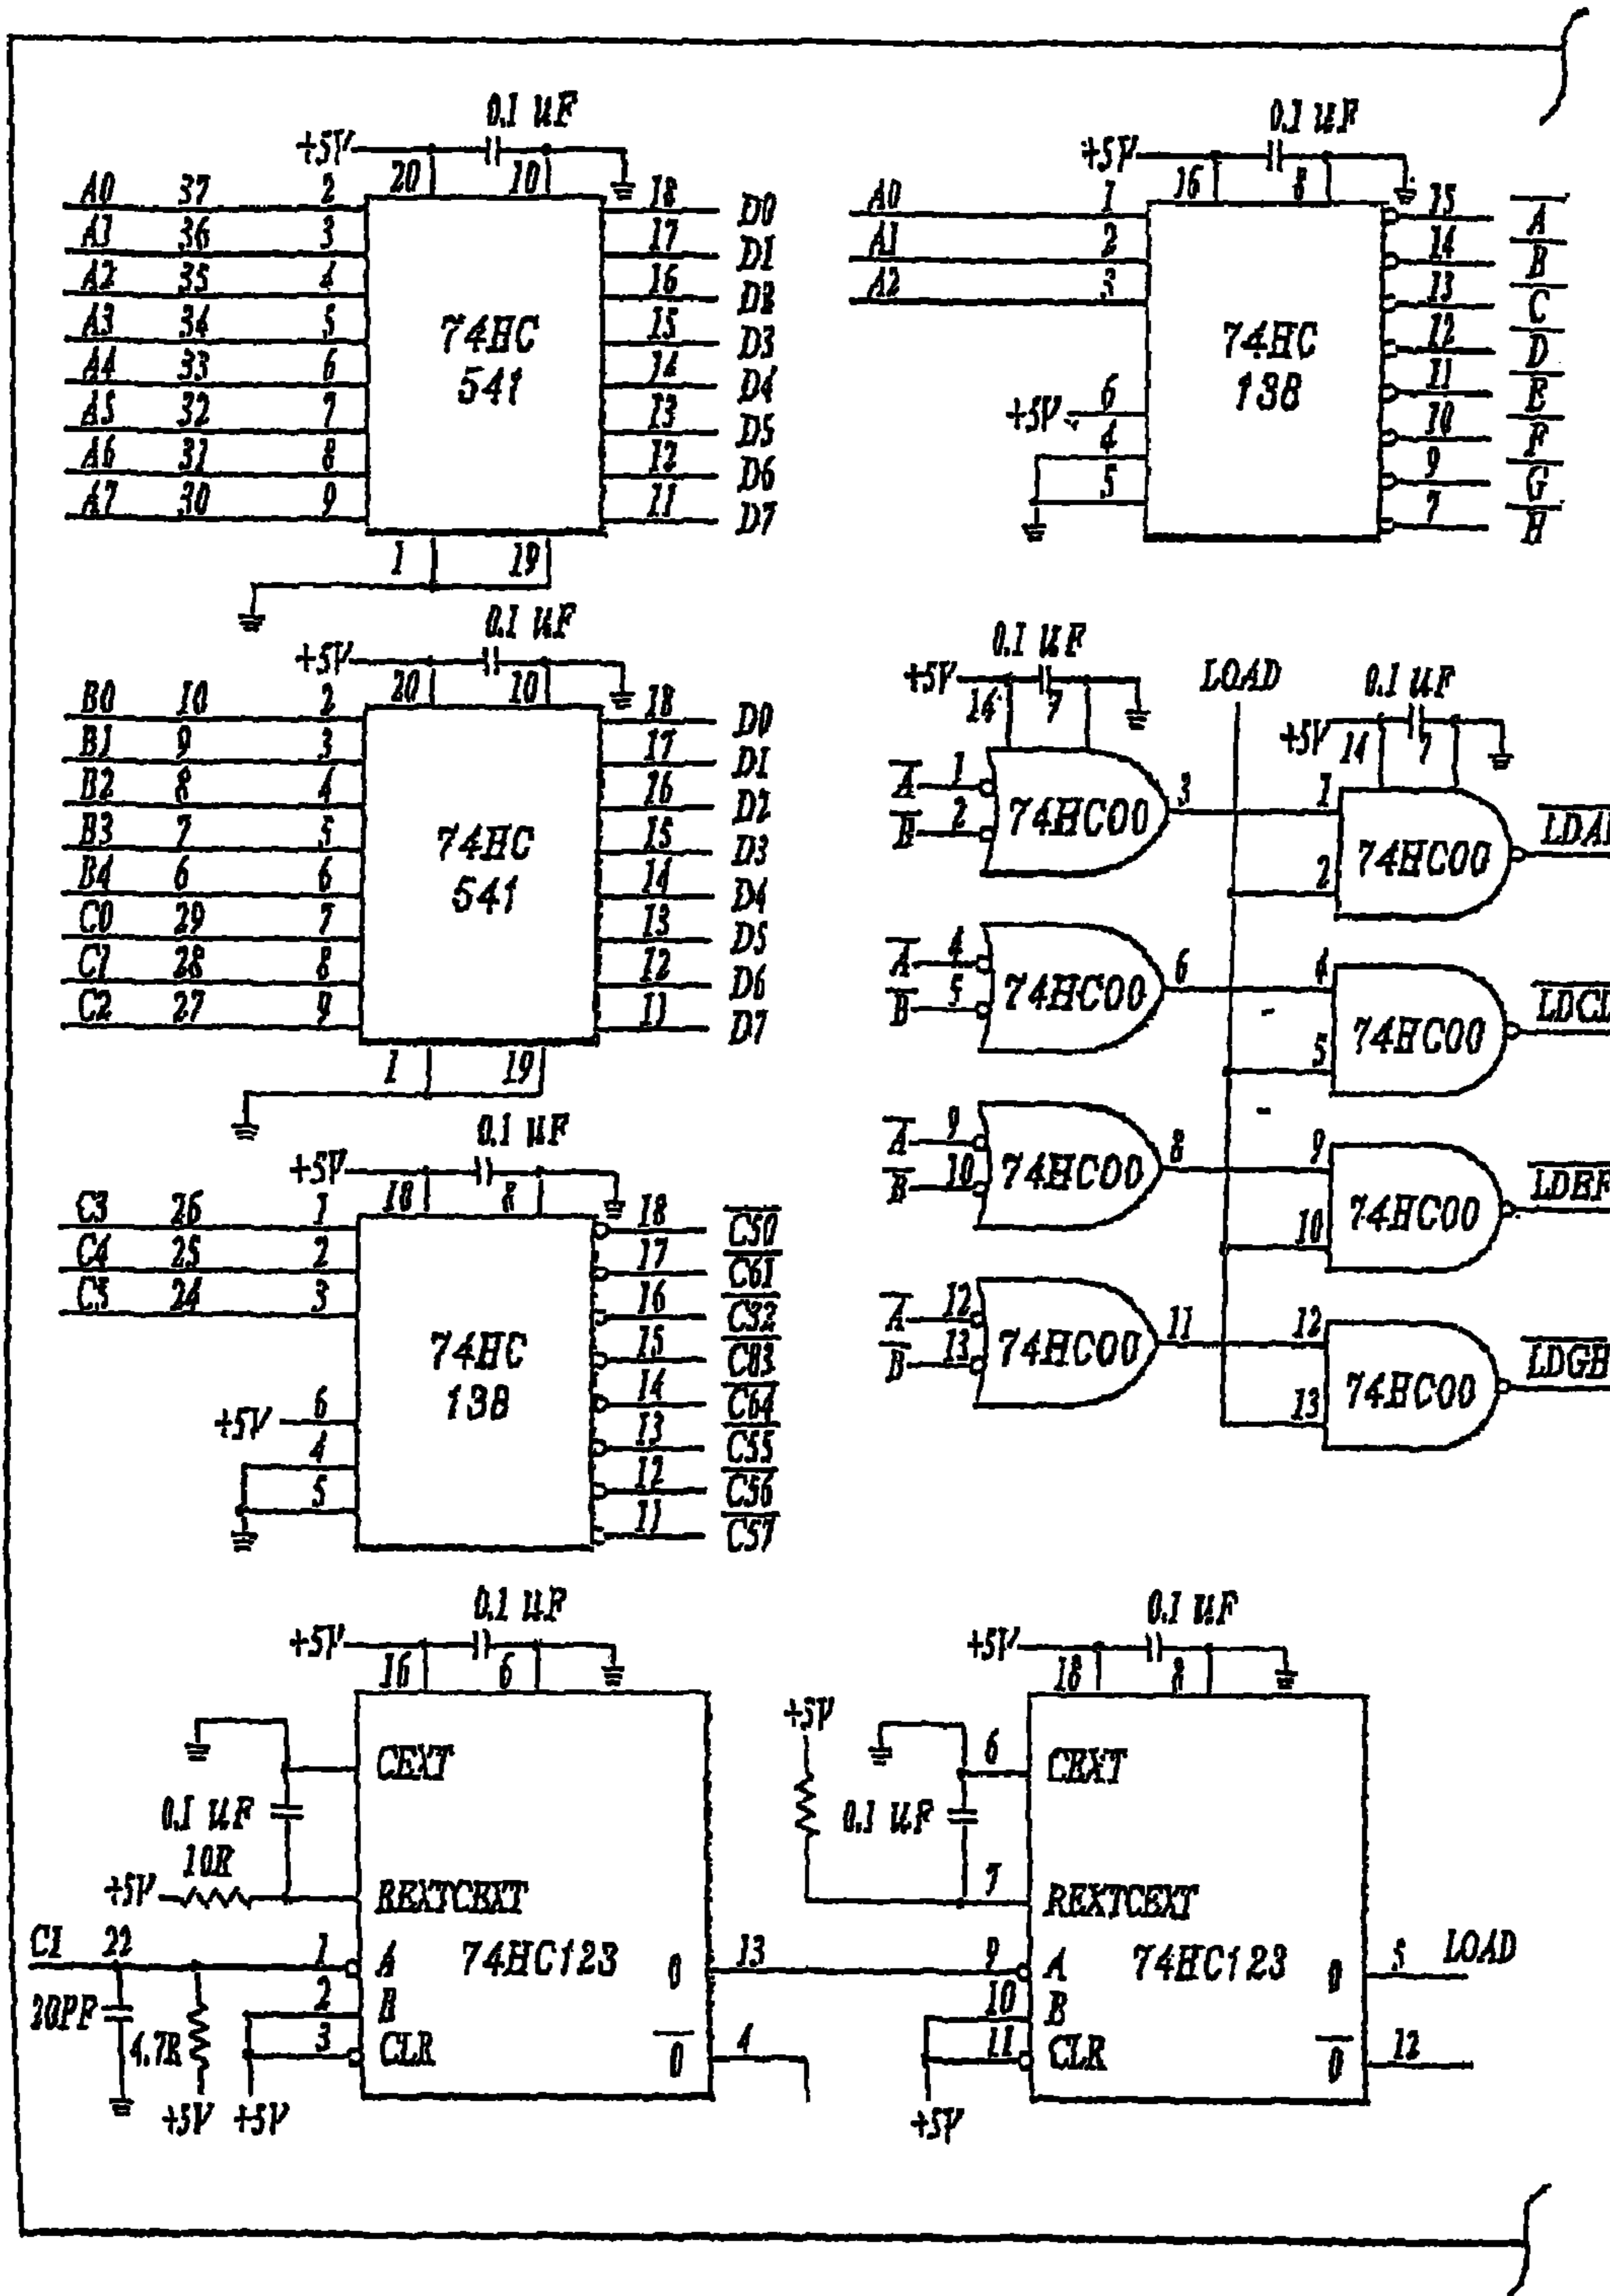 0.1 uF
+5V
20
10
A0 37 2
A1 36 3
A2 35 4
A3 34 5
A4 33 6
A5 32 7
A6 31 8
A7 30 9
74HC
541
18 D0
17 D1
16 D2
15 D3
14 D4
13 D5
12 D6
11 D7
1
19
0.1 uF
+5V
16
8
A0 1
A1 2
A2 3
+5V 6
4
5
74HC
138
15 A
14 B
13 C
12 D
11 E
10 F
9 G
7 H
0.1 uF
+5V
20
10
B0 10 2
B1 9 3
B2 8 4
B3 7 5
B4 6 6
C0 29 7
C1 28 8
C2 27 9
74HC
541
18 D0
17 D1
16 D2
15 D3
14 D4
13 D5
12 D6
11 D7
1
19
0.1 uF
+5V
14
7
LOAD
0.1 uF
+5V
14
7
A 1
B 2
74HC00
3
1
2
74HC00
A 4
B 5
74HC00
6
4
5
74HC00
LDCD
A 9
B 10
74HC00
8
9
10
74HC00
LDEF
A 12
B 13
74HC00
11
12
13
74HC00
LDGH
0.1 uF
+5V
18
8
C3 26 1
C4 25 2
C5 24 3
+5V 6
4
5
74HC
138
18 CS0
17
16
15
14
13 CS5
12 CS6
11 CS7
0.1 uF
+5V
16
6
CEXT
0.1 uF
10R
+5V
REXTCEXT
C1 22 1 A
2 B
3 CLR
74HC123
20PF
4.7R
+5V
+5V
0 13
0 4
0.1 uF
+5V
18
8
+5V
6 CEXT
0.1 uF
7 REXTCEXT
9 A
10 B
11 CLR
74HC123
+5V
0 5 LOAD
0 12